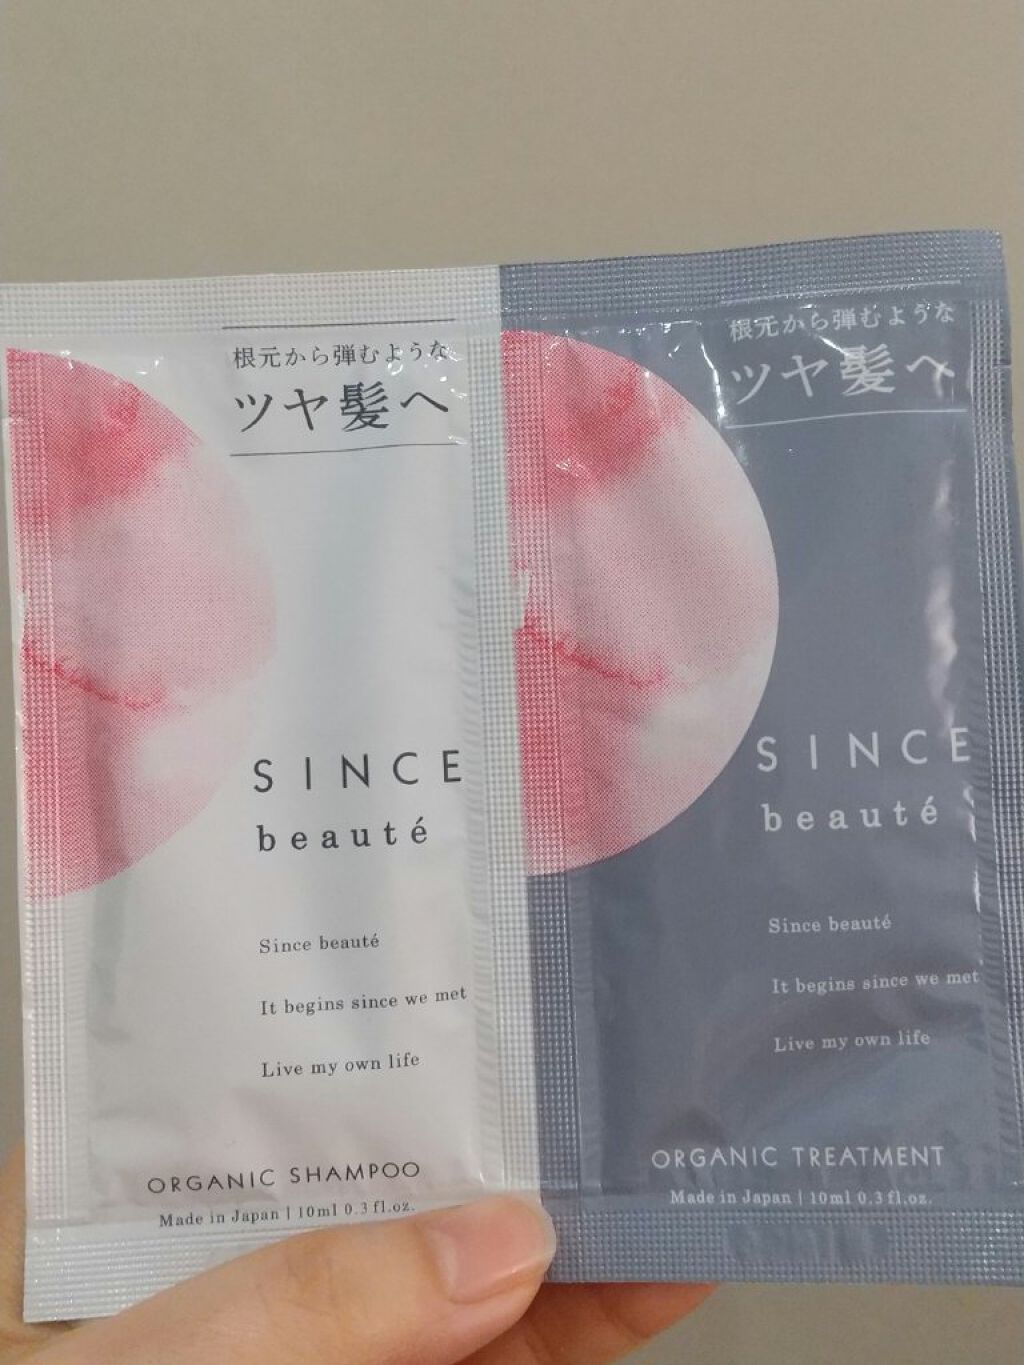 根元から弾むような
ツヤ髪へ
SINCE
beauté
Since beauté
It begins since we met
Live my own life
ORGANIC SHAMPOO
Made in Japan | 10ml 0.3 fl.oz.
根元から弾むような
ツヤ髪へ
SINCE
beauté
Since beauté
It begins since we met
Live my own life
ORGANIC TREATMENT
Made in Japan | 10ml 0.3 fl.oz.